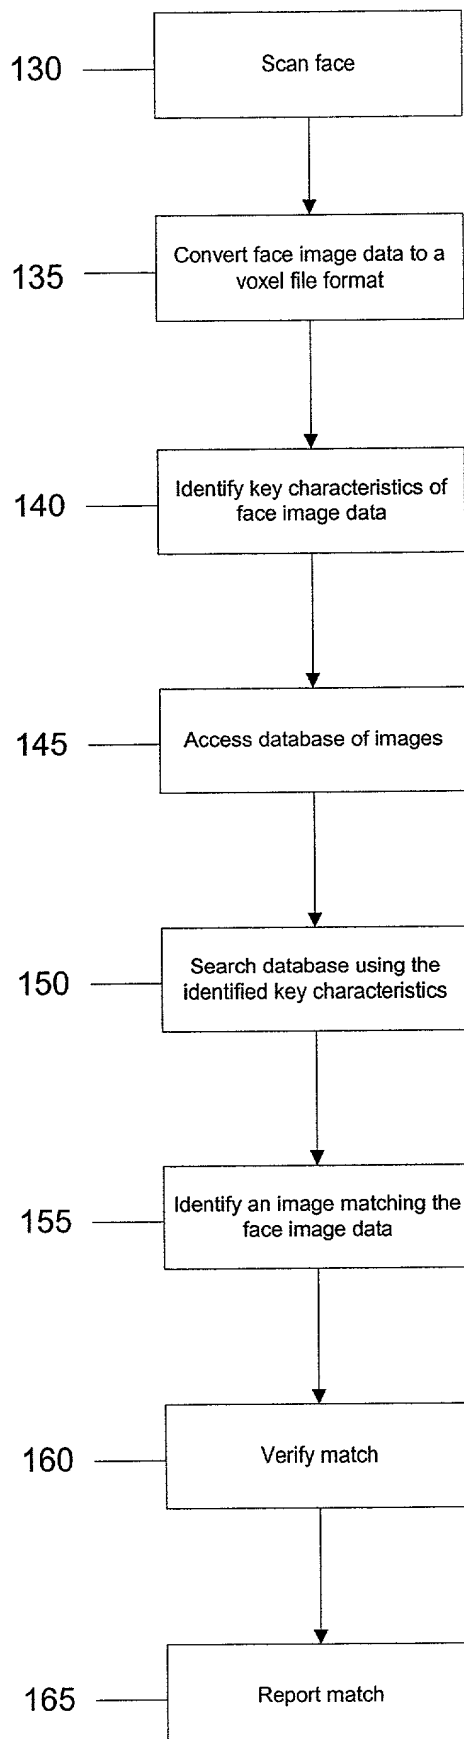 130
Scan face
135
Convert face image data to a
voxel file format
140
Identify key characteristics of
face image data
145
Access database of images
150
Search database using the
identified key characteristics
155
Identify an image matching the
face image data
160
Verify match
165
Report match